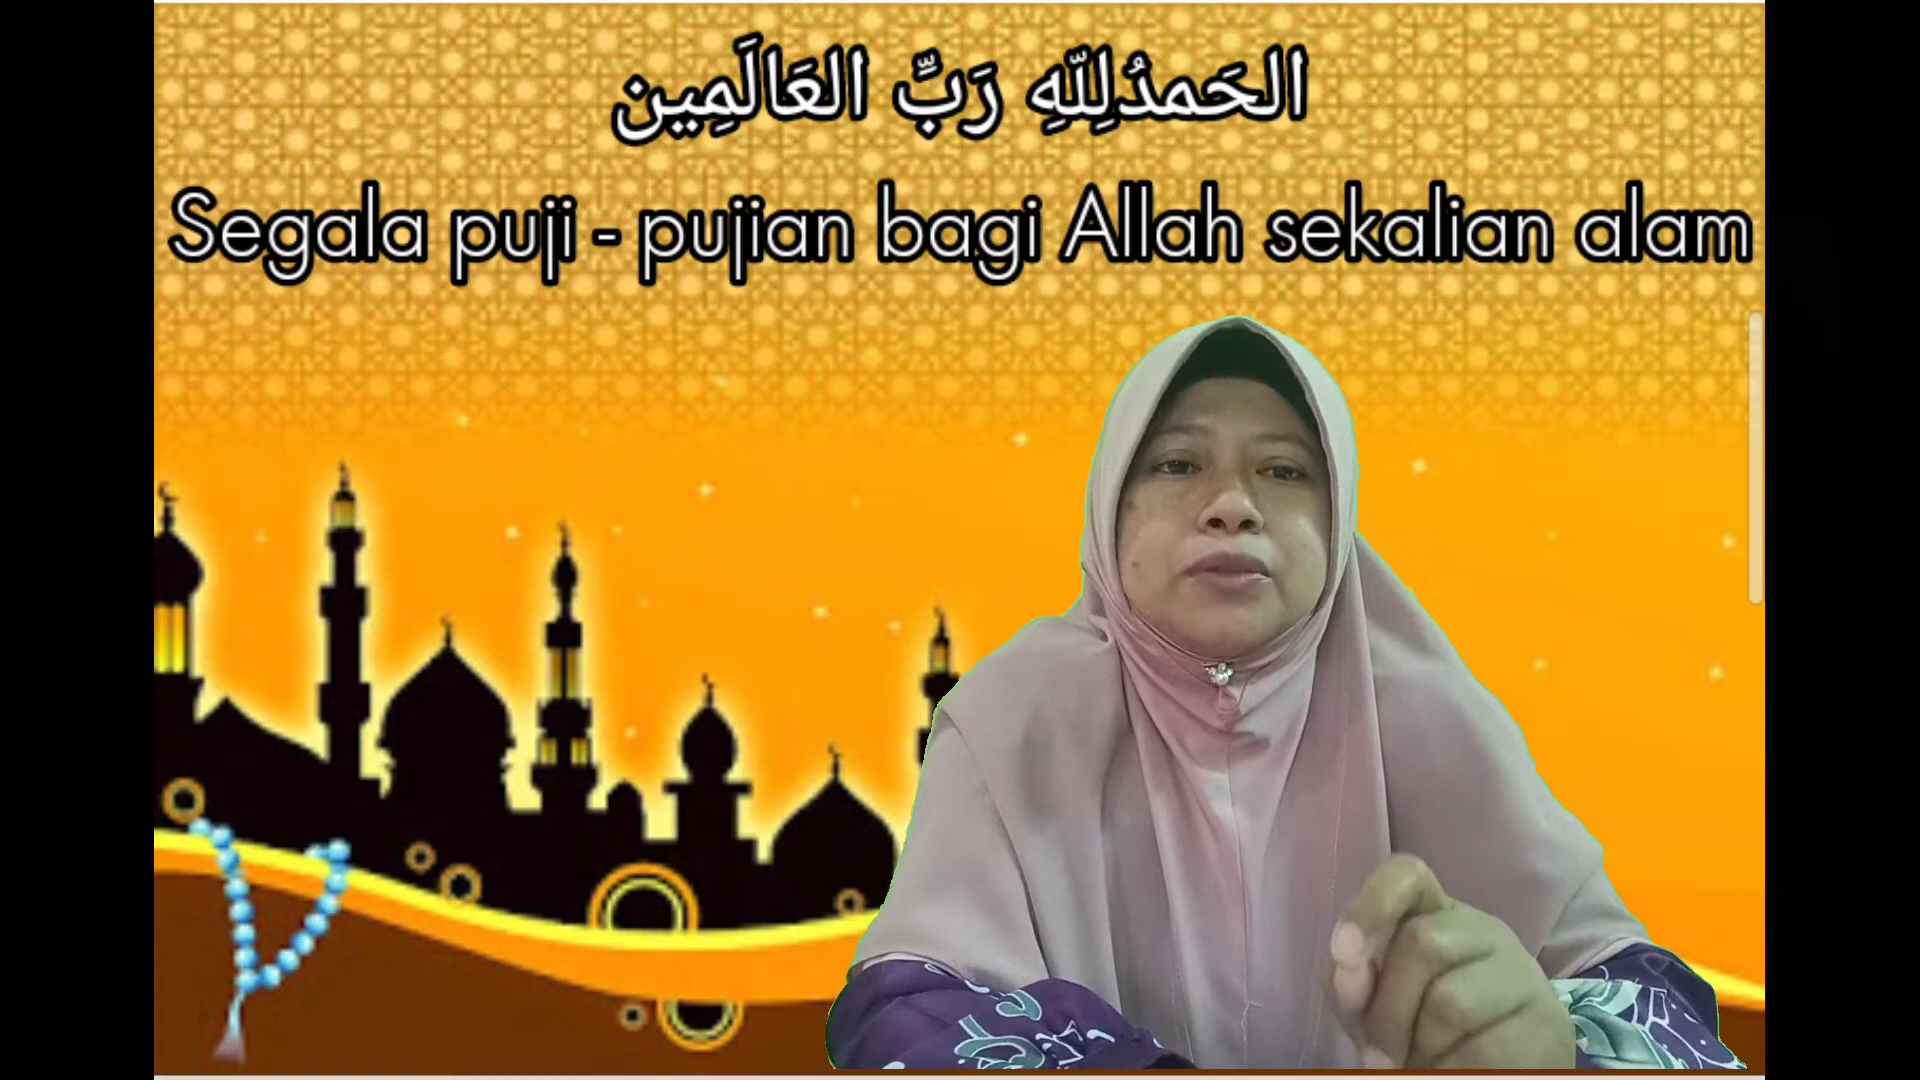 الحَمدُلِلّهِ رَبِّ العَالَمِين
Segala puji - pujian bagi Allah sekalian alam